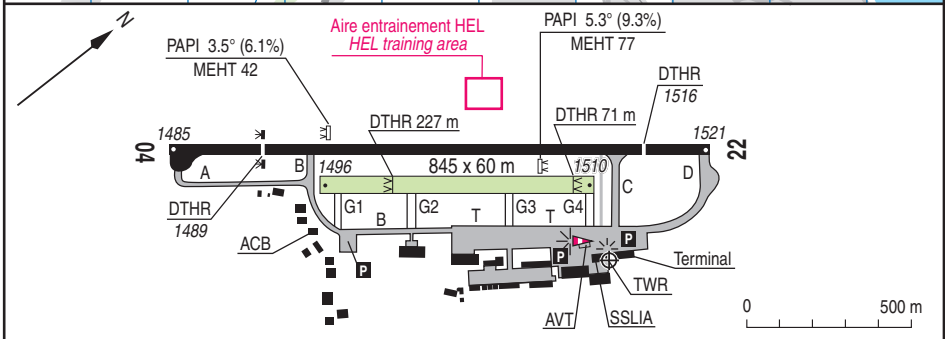 N
PAPI 3.5° (6.1%)
MEHT 42
Aire entrainement HEL
HEL training area
PAPI 5.3° (9.3%)
MEHT 77
DTHR
1516
1485
DTHR 227 m
DTHR 71 m
1521
04
22
A
B
1496
845 x 60 m
1510
C
D
DTHR
1489
G1
B
G2
T
G3
T
G4
ACB
P
P
P
Terminal
TWR
AVT
SSLIA
0
500 m